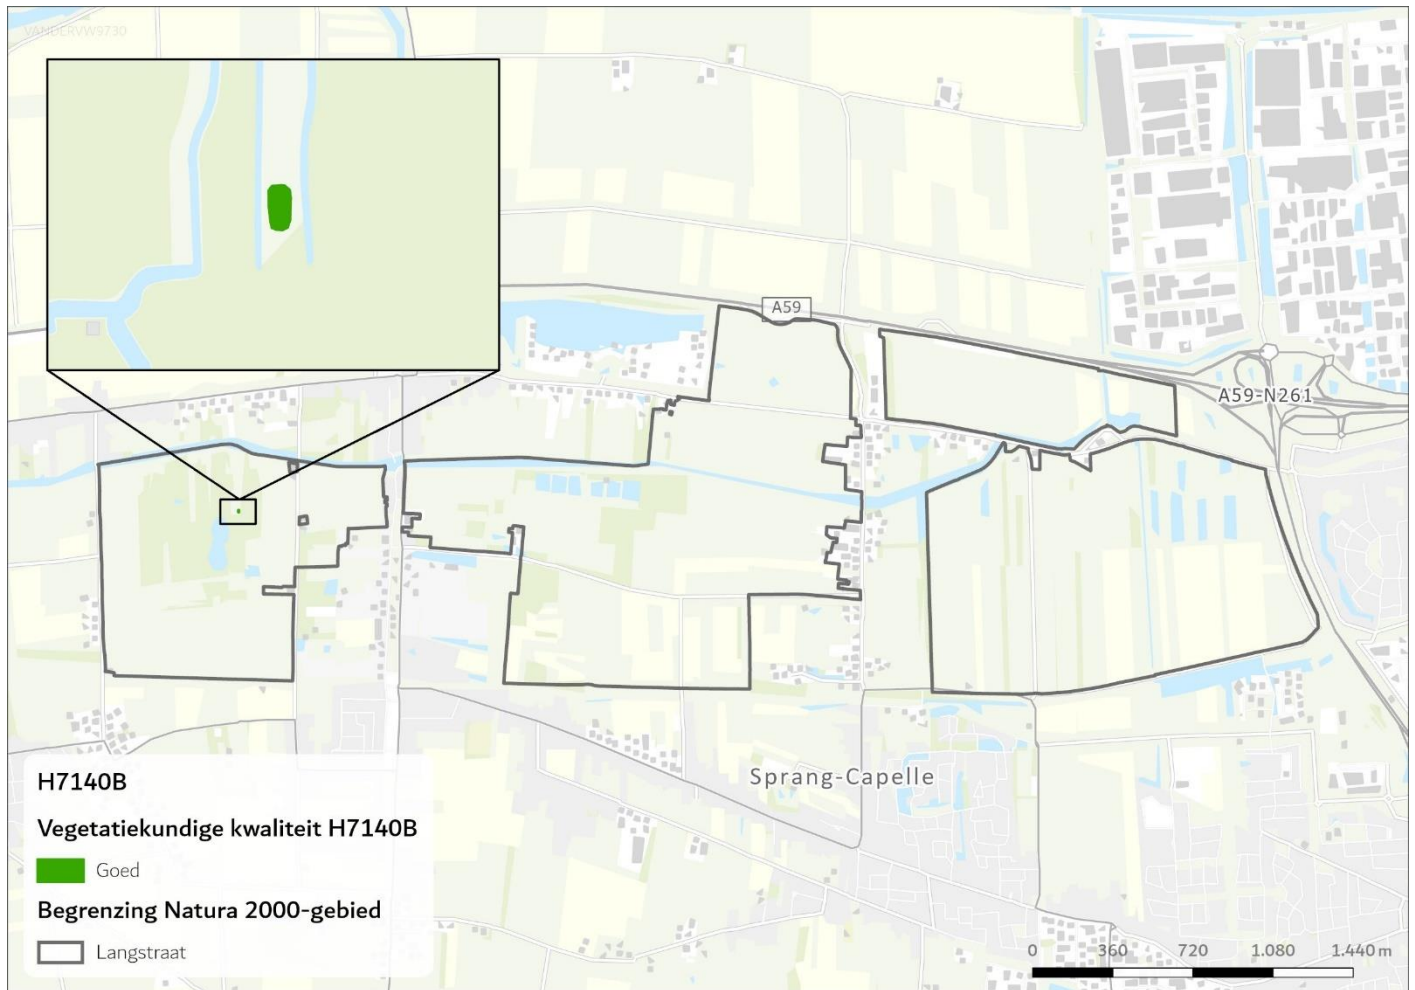 VANDERVW9730
A59
A59-N261
Sprang-Capelle
H7140B
Vegetatiekundige kwaliteit H7140B
Goed
Begrenzing Natura 2000-gebied
Langstraat
0 360 720 1.080 1.440 m